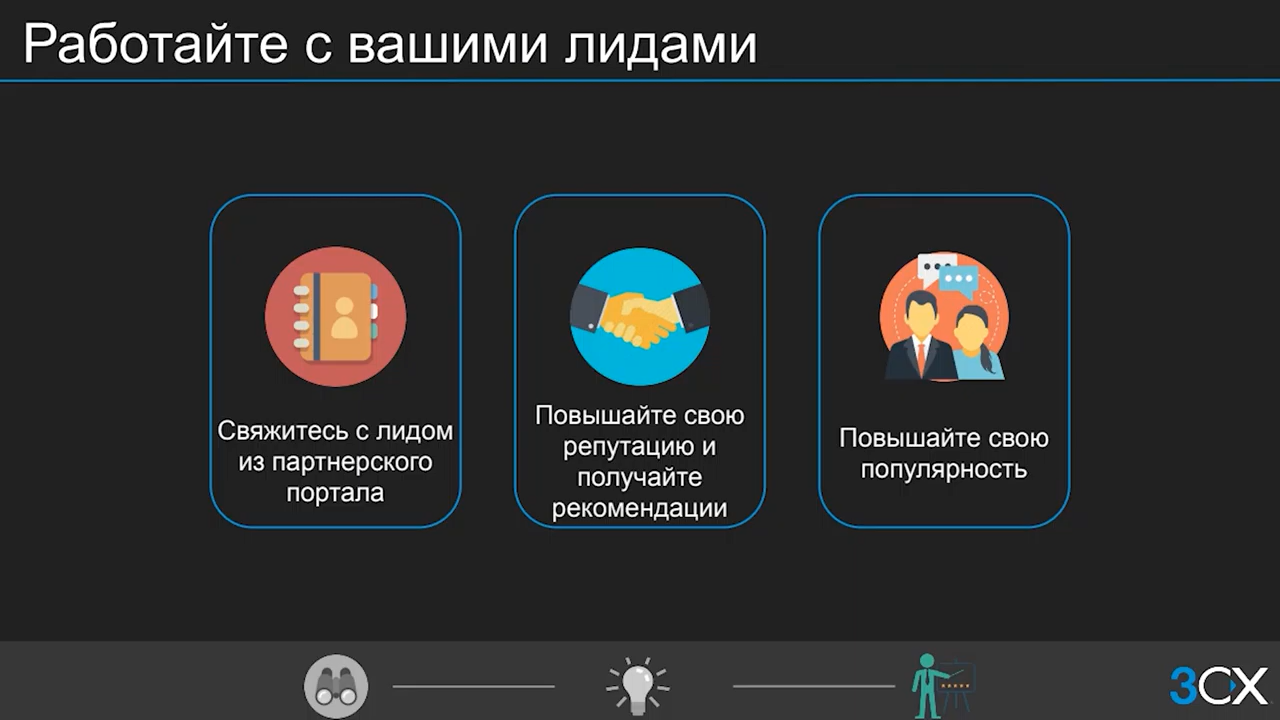 Работайте с вашими лидами
Свяжитесь с лидом
из партнерского
портала
Повышайте свою
репутацию и
получайте
рекомендации
Повышайте свою
популярность
3CX